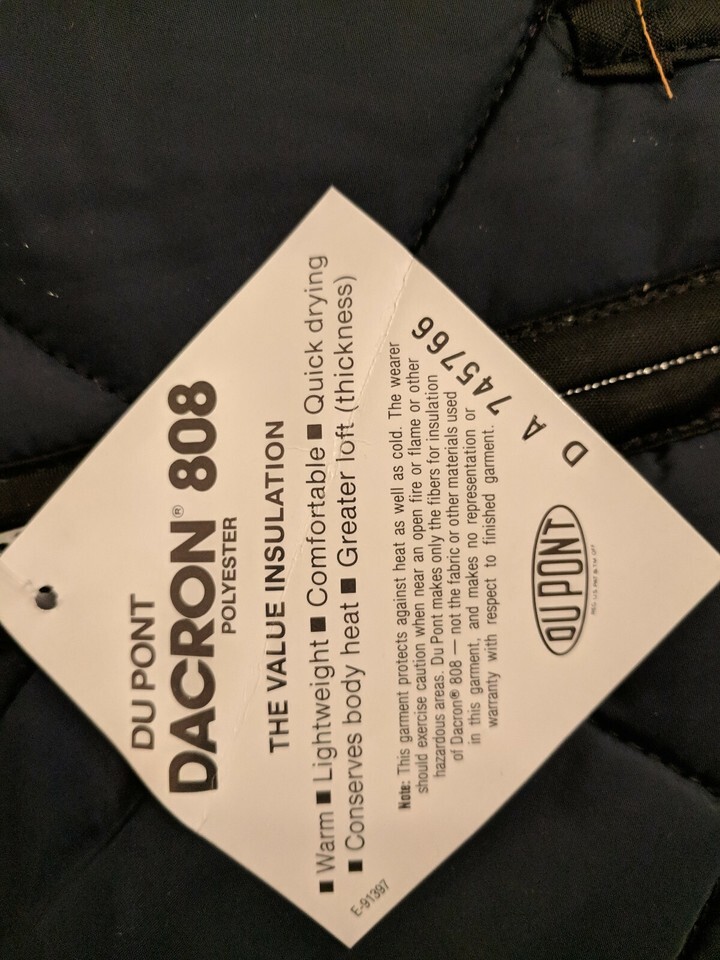 DU PONT
DACRON® 808
POLYESTER
THE VALUE INSULATION
■ Warm ■ Lightweight ■ Comfortable ■ Quick drying
■ Conserves body heat ■ Greater loft (thickness)
Note: This garment protects against heat as well as cold. The wearer
should exercise caution when near an open fire or flame or other
hazardous areas. Du Pont makes only the fibers for insulation
of Dacron® 808 — not the fabric or other materials used
in this garment, and makes no representation or
warranty with respect to finished garment.
DU PONT
REG. U.S. PAT. & TM. OFF.
D A 745766
E-91397